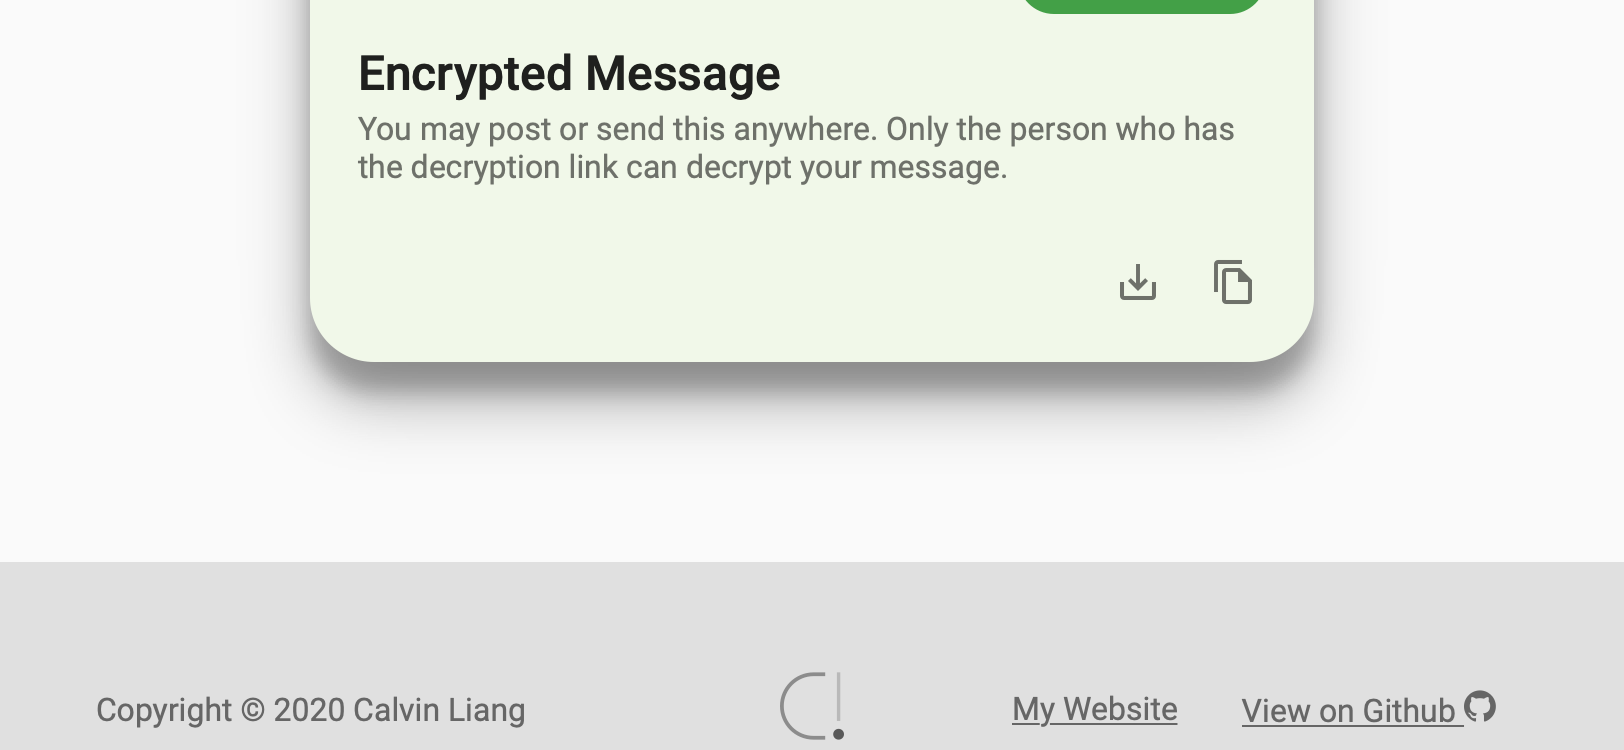 Encrypted Message
You may post or send this anywhere. Only the person who has
the decryption link can decrypt your message.
Copyright © 2020 Calvin Liang
My Website
View on Github